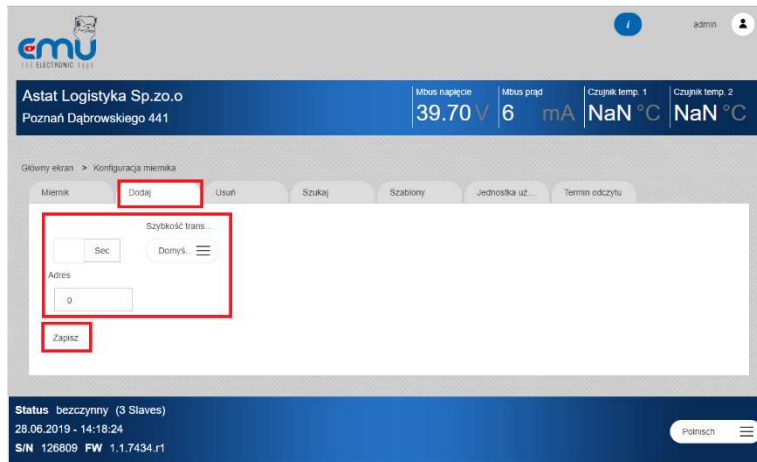 i
admin
emu
ELECTRONIC
Astat Logistyka Sp.zo.o
Poznań Dąbrowskiego 441
Mbus napięcie
39.70 V
Mbus prąd
6 mA
Czujnik temp. 1
NaN °C
Czujnik temp. 2
NaN °C
Główny ekran > Konfiguracja miernika
Miernik Dodaj Usuń Szukaj Szablony Jednostka uż... Termin odczytu
Szybkość trans...
Sec Domyś...
Adres
0
Zapisz
Status bezczynny (3 Slaves)
28.06.2019 - 14:18:24
S/N 126809 FW 1.1.7434.r1
Polnisch